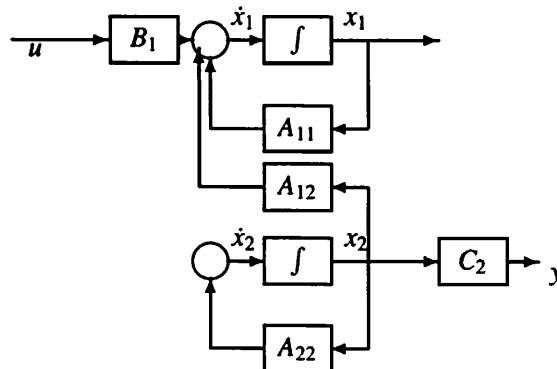 u
B₁
ẋ₁
∫
x₁
A₁₁
A₁₂
ẋ₂
∫
x₂
C₂
y
A₂₂